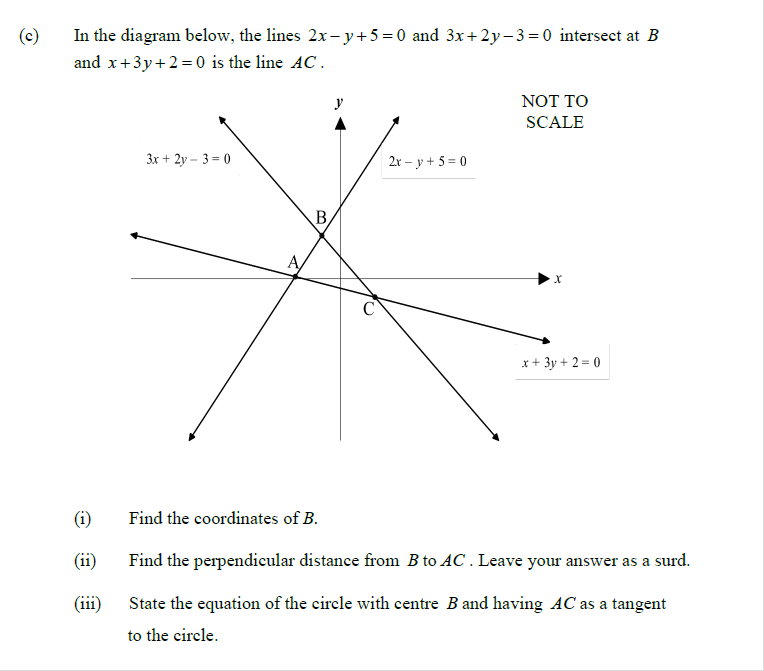 (c) In the diagram below, the lines 2x − y + 5 = 0 and 3x + 2y − 3 = 0 intersect at B
and x + 3y + 2 = 0 is the line AC.
y
NOT TO
SCALE
3x + 2y – 3 = 0
2x – y + 5 = 0
B
A
x
C
x + 3y + 2 = 0
(i) Find the coordinates of B.
(ii) Find the perpendicular distance from B to AC. Leave your answer as a surd.
(iii) State the equation of the circle with centre B and having AC as a tangent
to the circle.